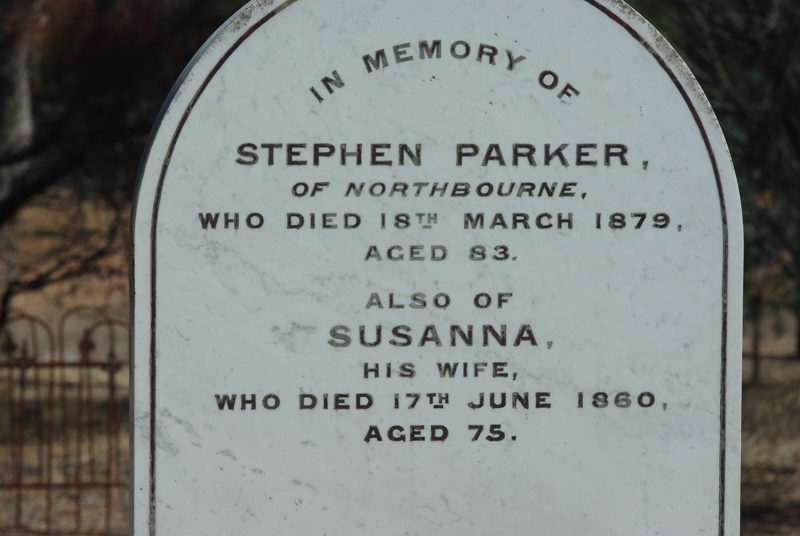 IN MEMORY OF
STEPHEN PARKER,
OF NORTHBOURNE,
WHO DIED 18TH MARCH 1879,
AGED 83.
ALSO OF
SUSANNA,
HIS WIFE,
WHO DIED 17TH JUNE 1860,
AGED 75.